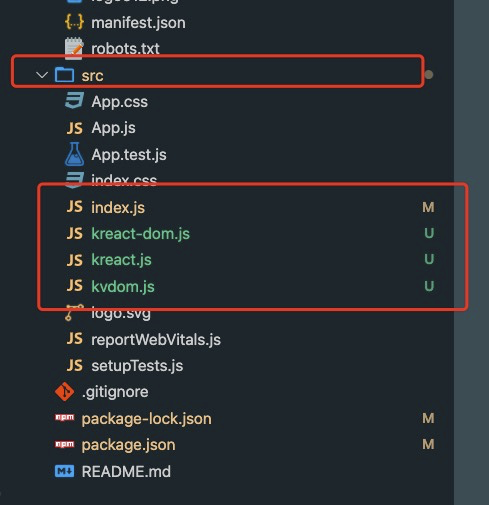 manifest.json
robots.txt
src
App.css
JS App.js
App.test.js
index.css
JS index.js M
JS kreact-dom.js U
JS kreact.js U
JS kvdom.js U
logo.svg
JS reportWebVitals.js
JS setupTests.js
.gitignore
npm package-lock.json M
npm package.json M
README.md